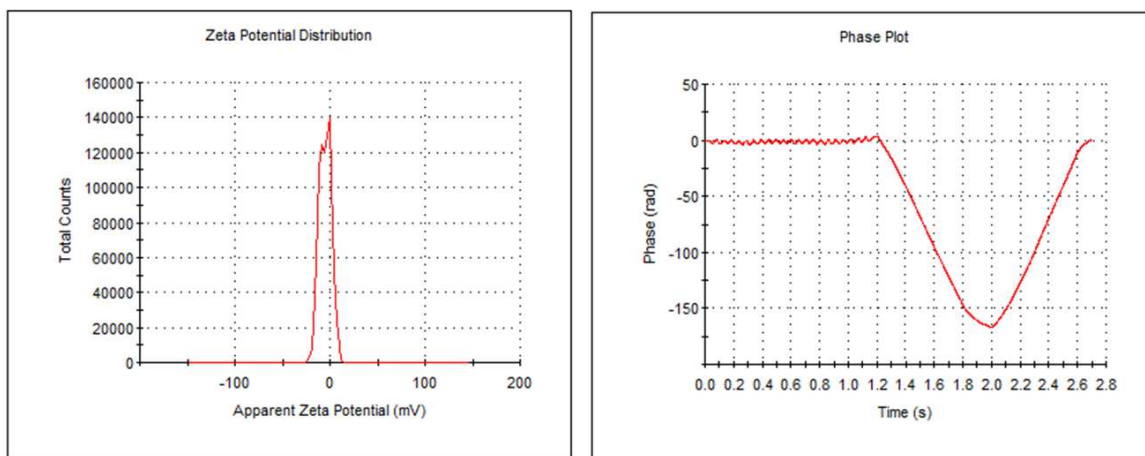 Zeta Potential Distribution
Total Counts
160000
140000
120000
100000
80000
60000
40000
20000
0
-100 0 100 200
Apparent Zeta Potential (mV)
Phase Plot
Phase (rad)
50
0
-50
-100
-150
0.0 0.2 0.4 0.6 0.8 1.0 1.2 1.4 1.6 1.8 2.0 2.2 2.4 2.6 2.8
Time (s)